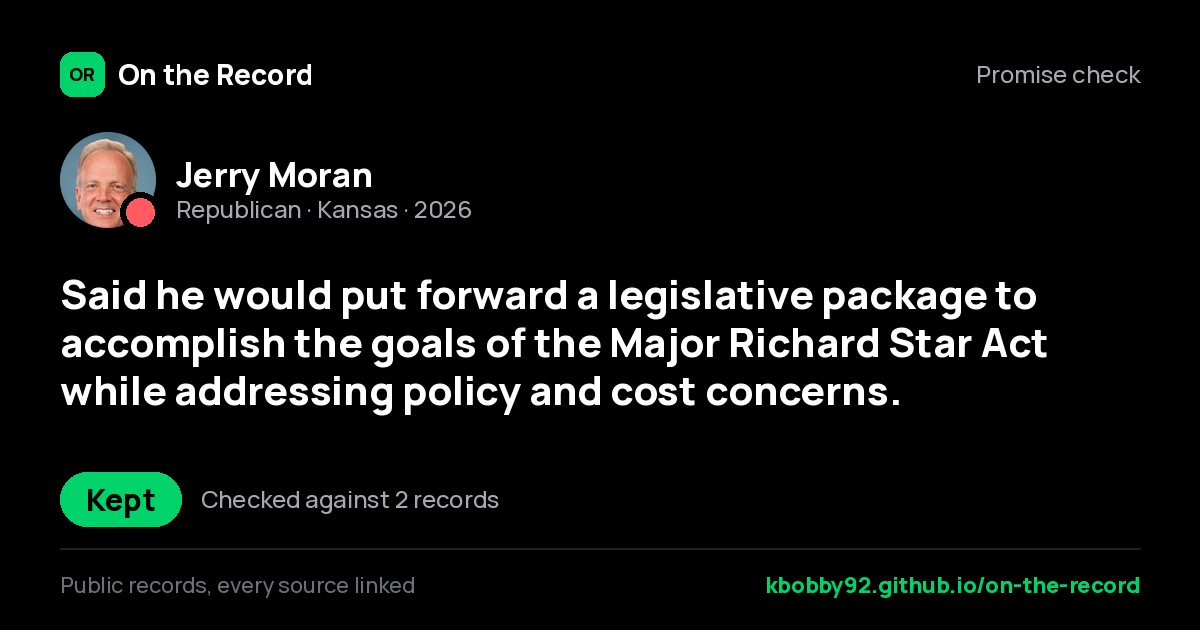 OR On the Record
Promise check
Jerry Moran
Republican · Kansas · 2026
Said he would put forward a legislative package to
accomplish the goals of the Major Richard Star Act
while addressing policy and cost concerns.
Kept Checked against 2 records
Public records, every source linked
kbobby92.github.io/on-the-record